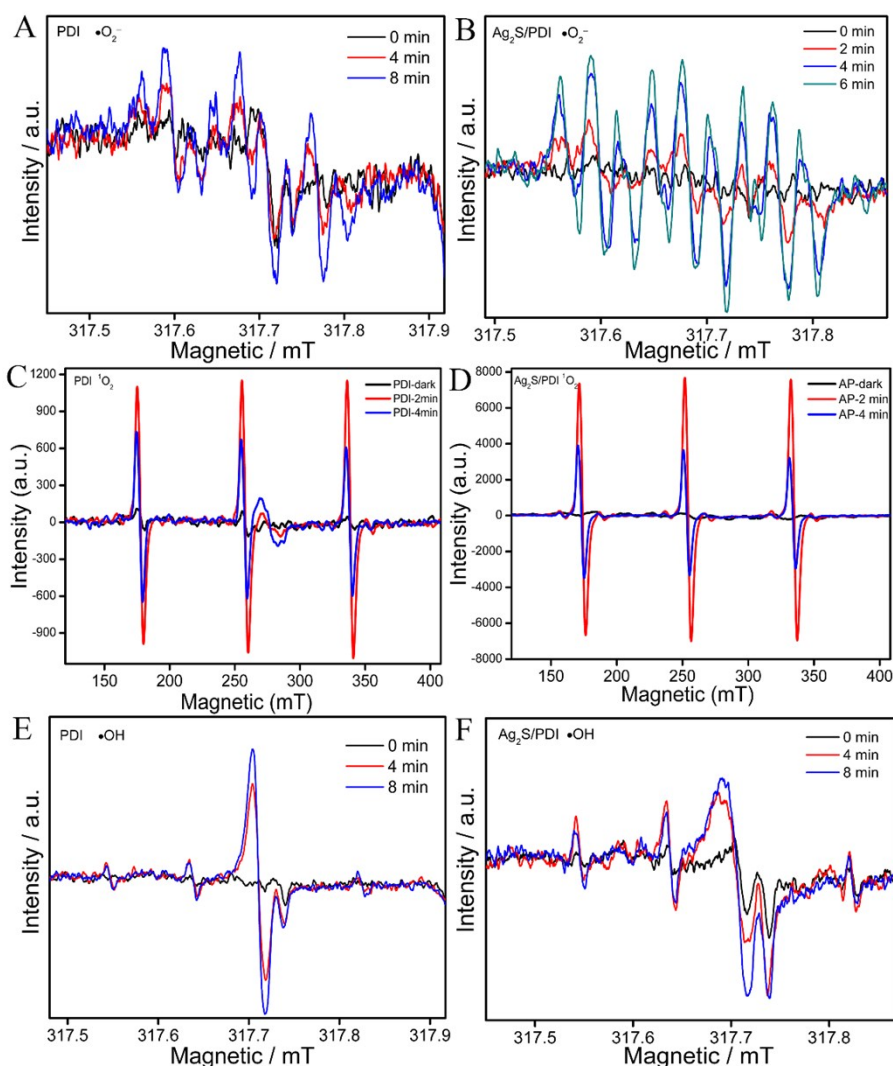 A
PDI •O₂⁻
0 min
4 min
8 min
Intensity / a.u.
317.5 317.6 317.7 317.8 317.9
Magnetic / mT
B
Ag₂S/PDI •O₂⁻
0 min
2 min
4 min
6 min
Intensity / a.u.
317.5 317.6 317.7 317.8
Magnetic / mT
C
PDI ¹O₂
PDI-dark
PDI-2min
PDI-4min
Intensity (a.u.)
1200
900
600
300
0
-300
-600
-900
150 200 250 300 350 400
Magnetic (mT)
D
Ag₂S/PDI ¹O₂
AP-dark
AP-2 min
AP-4 min
Intensity (a.u.)
8000
6000
4000
2000
0
-2000
-4000
-6000
-8000
150 200 250 300 350 400
Magnetic (mT)
E
PDI •OH
0 min
4 min
8 min
Intensity / a.u.
317.5 317.6 317.7 317.8 317.9
Magnetic / mT
F
Ag₂S/PDI •OH
0 min
4 min
8 min
Intensity / a.u.
317.5 317.6 317.7 317.8
Magnetic / mT